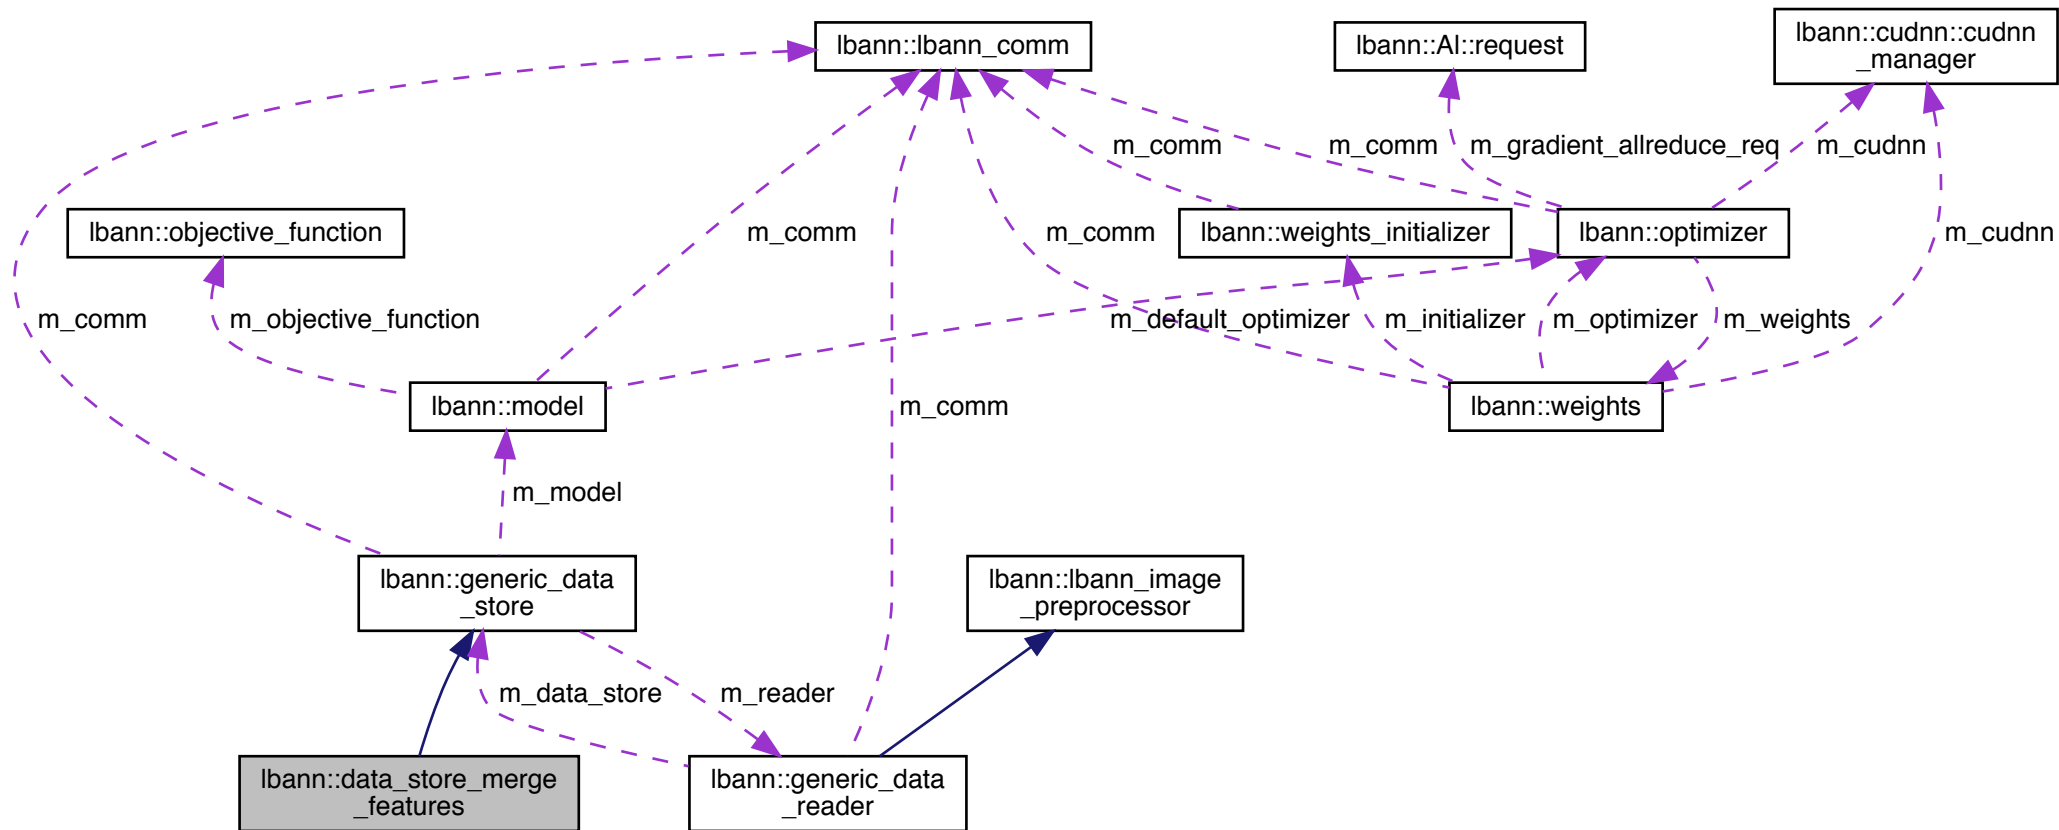 lbann::lbann_comm
lbann::Al::request
lbann::cudnn::cudnn
_manager
m_comm
m_comm
m_gradient_allreduce_req
m_cudnn
lbann::objective_function
m_comm
m_comm
lbann::weights_initializer
lbann::optimizer
m_cudnn
m_comm
m_objective_function
m_default_optimizer
m_initializer
m_optimizer
m_weights
lbann::model
m_comm
lbann::weights
m_model
lbann::generic_data
_store
lbann::lbann_image
_preprocessor
m_data_store
m_reader
lbann::data_store_merge
_features
lbann::generic_data
_reader